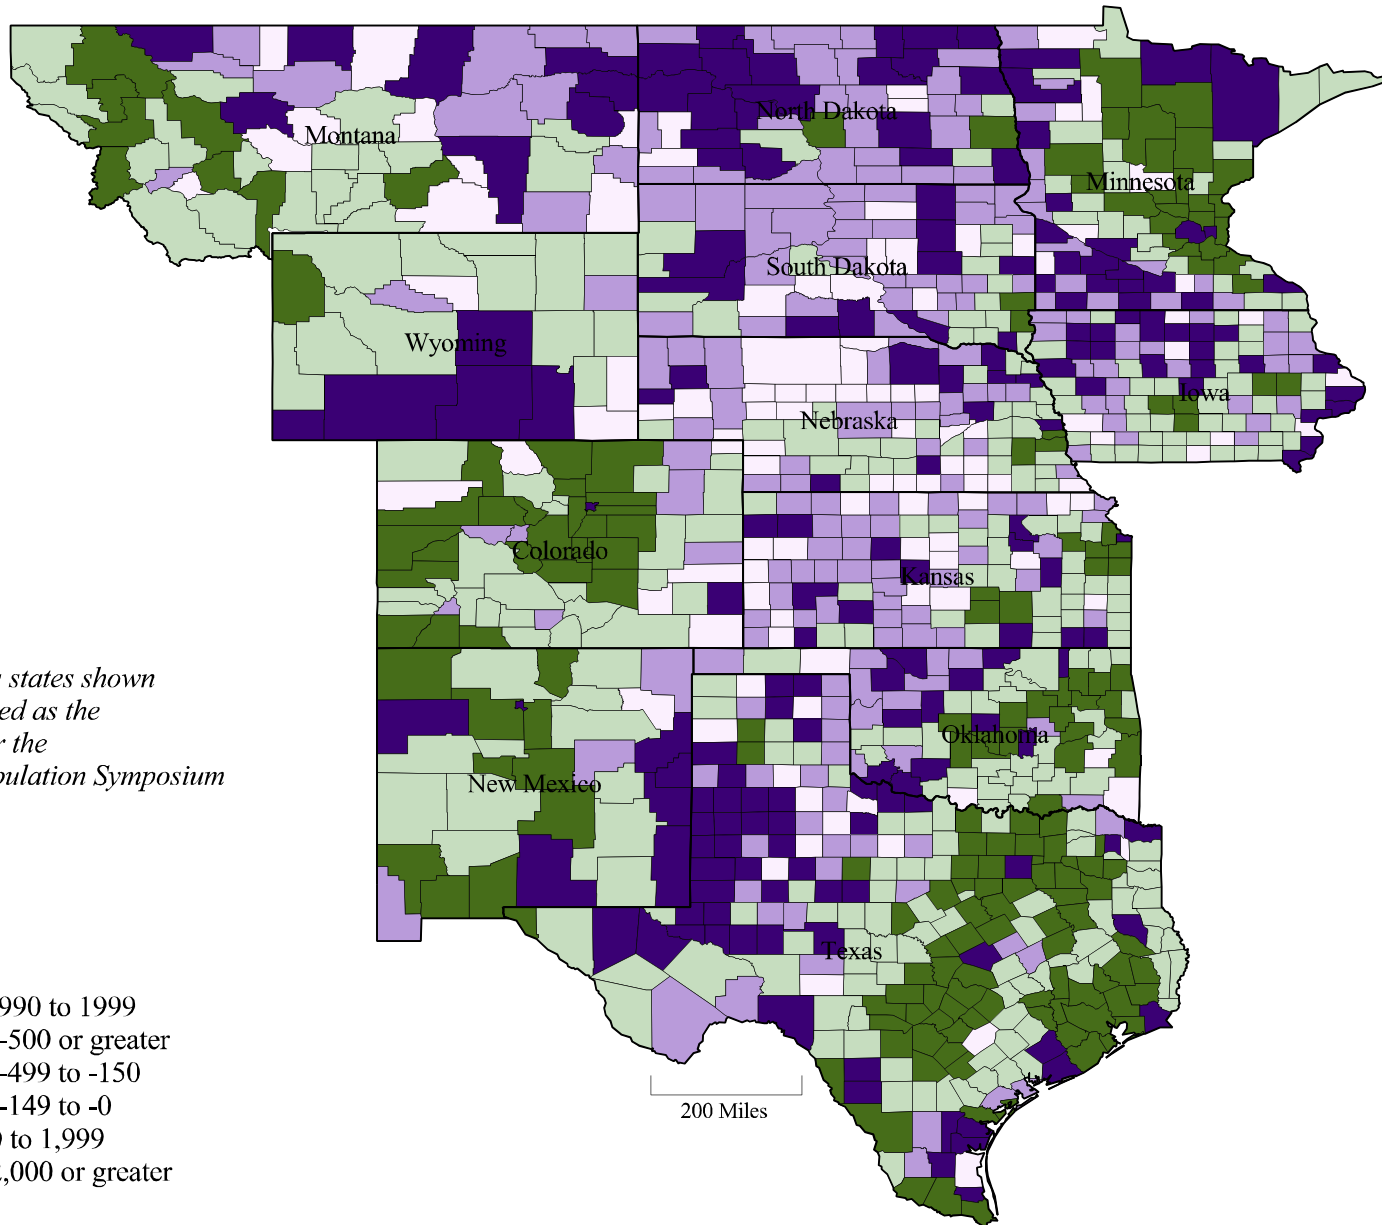 Montana
North Dakota
Minnesota
South Dakota
Wyoming
Iowa
Nebraska
Colorado
Kansas
states shown
ed as the
the
Population Symposium
Oklahoma
New Mexico
Texas
990 to 1999
-500 or greater
-499 to -150
-149 to -0
to 1,999
,000 or greater
200 Miles